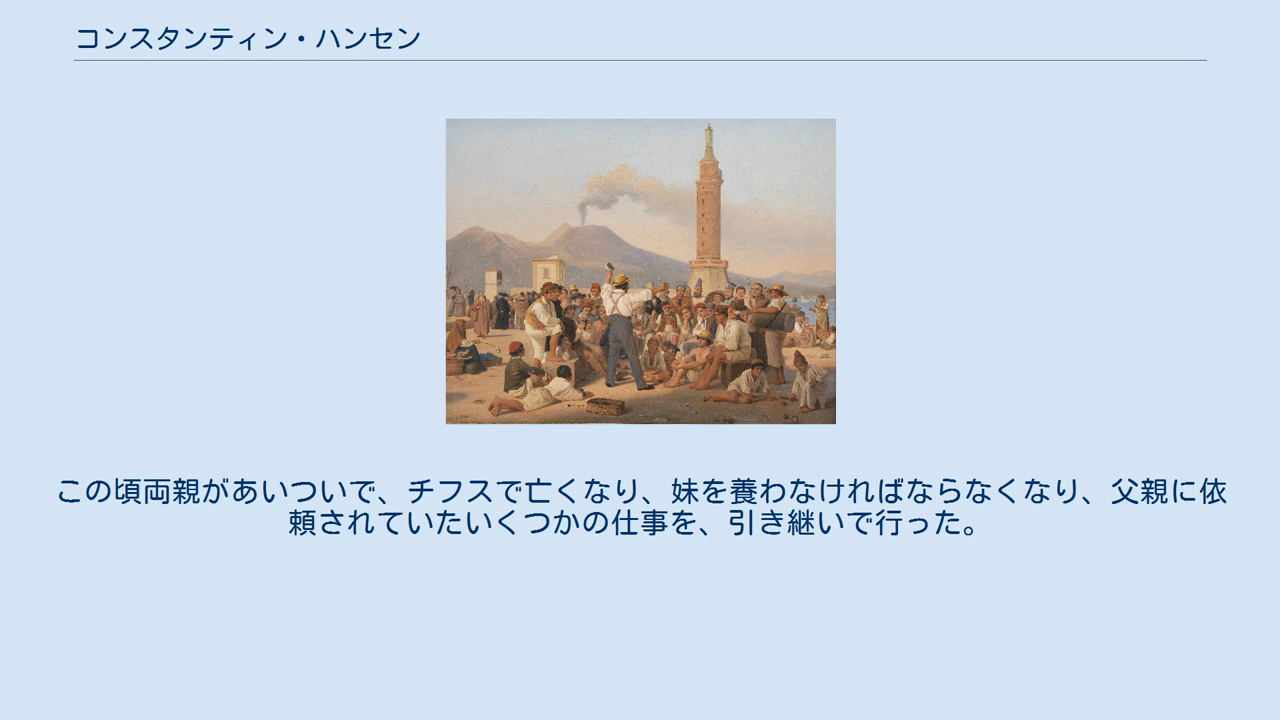 コンスタンティン・ハンセン
この頃両親があいついで、チフスで亡くなり、妹を養わなければならなくなり、父親に依
頼されていたいくつかの仕事を、引き継いで行った。